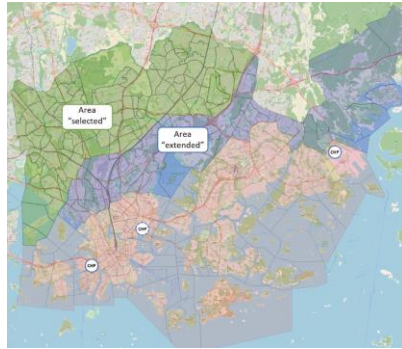 Area
"selected"
Area
"extended"
CHP
CHP
CHP